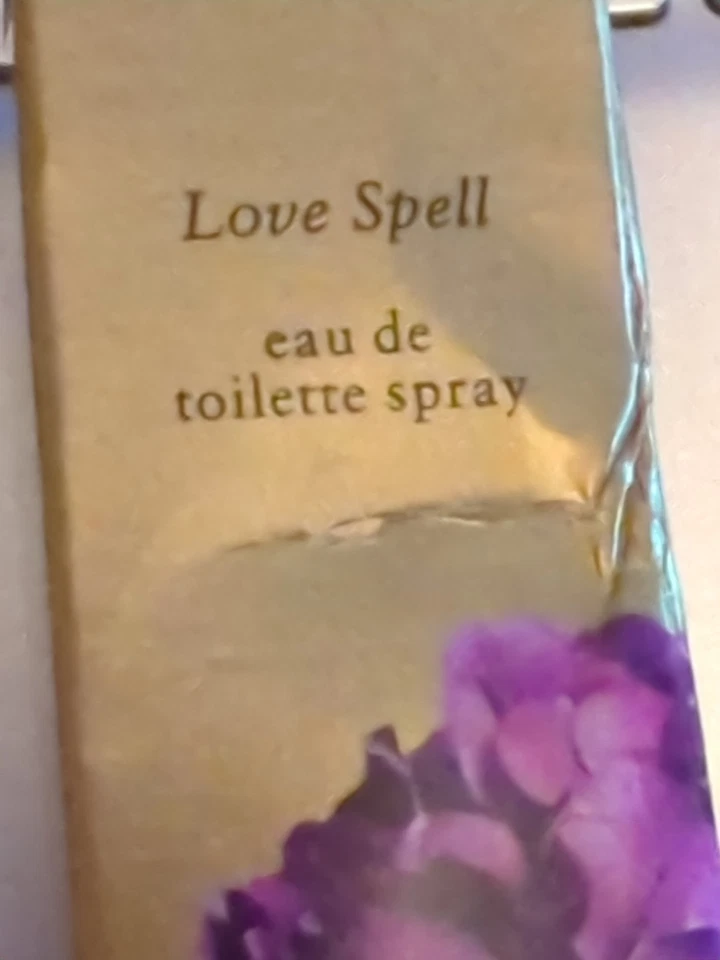 Love Spell
eau de
toilette spray